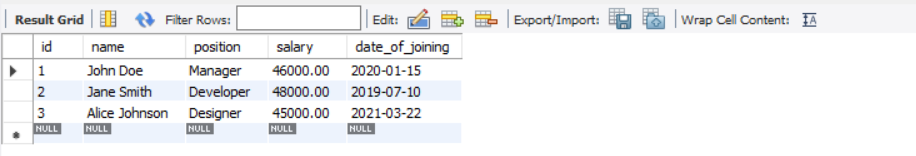 Result Grid Filter Rows: Edit: Export/Import: Wrap Cell Content: IA
id name position salary date_of_joining
1 John Doe Manager 46000.00 2020-01-15
2 Jane Smith Developer 48000.00 2019-07-10
3 Alice Johnson Designer 45000.00 2021-03-22
NULL NULL NULL NULL NULL